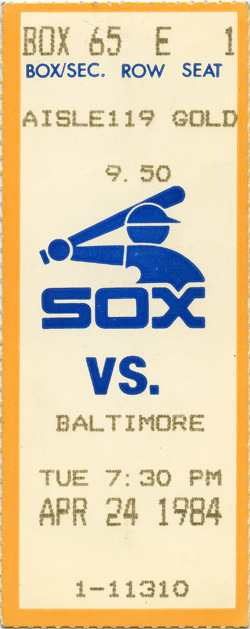 BOX 65 E 1
BOX/SEC. ROW SEAT
AISLE119 GOLD
9.50
SOX
VS.
BALTIMORE
TUE 7:30 PM
APR 24 1984
1-11310